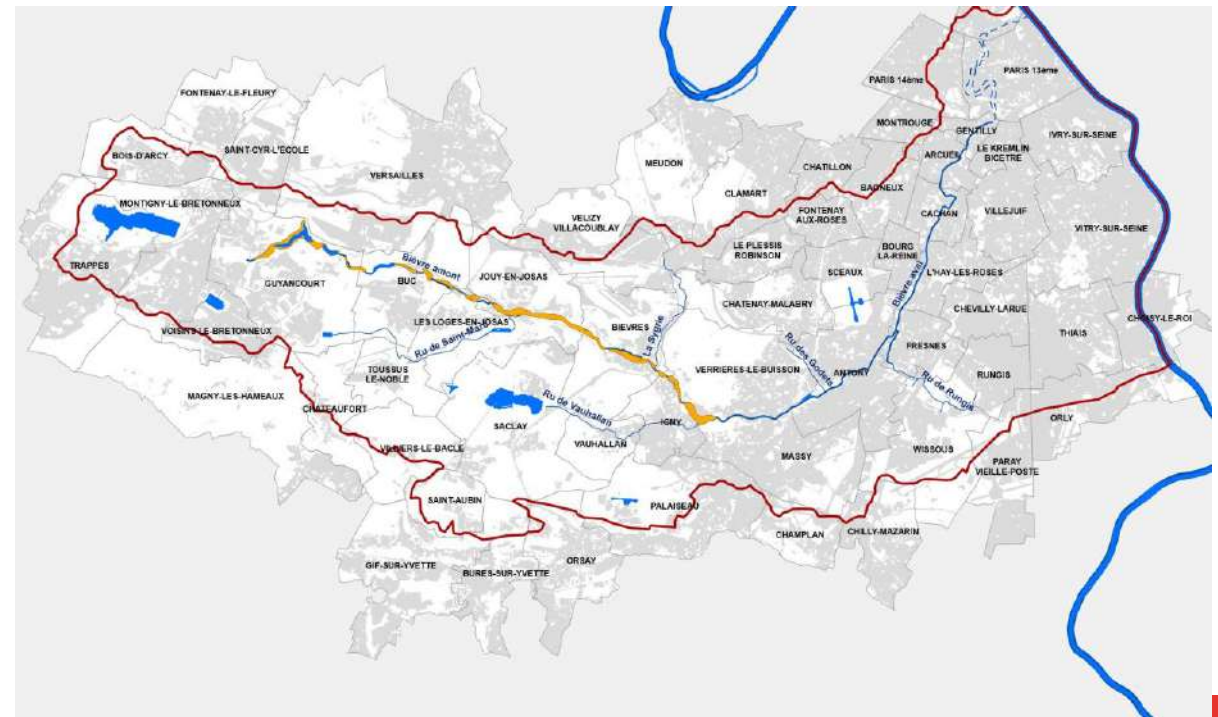 PARIS 14ème
PARIS 13ème
FONTENAY-LE-FLEURY
MONTROUGE
GENTILLY
IVRY-SUR-SEINE
SAINT-CYR-L'ECOLE
LE KREMLIN
BICETRE
BOIS-D'ARCY
ARCUEIL
MEUDON
CHATILLON
VERSAILLES
BAGNEUX
CLAMART
MONTIGNY-LE-BRETONNEUX
FONTENAY
AUX-ROSES
CACHAN
VILLEJUIF
VELIZY
VILLACOUBLAY
VITRY-SUR-SEINE
LE PLESSIS
ROBINSON
BOURG
LA-REINE
TRAPPES
Bièvre amont
JOUY-EN-JOSAS
SCEAUX
L'HAY-LES-ROSES
GUYANCOURT
BUC
Bièvre aval
CHATENAY-MALABRY
CHEVILLY-LARUE
CHOISY-LE-ROI
LES LOGES-EN-JOSAS
BIEVRES
La Sygrie
VOISINS-LE-BRETONNEUX
Ru de Saint-Marc
THIAIS
FRESNES
TOUSSUS
LE-NOBLE
VERRIERES-LE-BUISSON
Ru des Godets
ANTONY
RUNGIS
Ru de Rungis
MAGNY-LES-HAMEAUX
CHATEAUFORT
Ru de Vauhallan
ORLY
SACLAY
IGNY
VILLIERS-LE-BACLE
VAUHALLAN
MASSY
WISSOUS
PARAY
VIEILLE-POSTE
SAINT-AUBIN
PALAISEAU
CHAMPLAN
CHILLY-MAZARIN
GIF-SUR-YVETTE
BURES-SUR-YVETTE
ORSAY